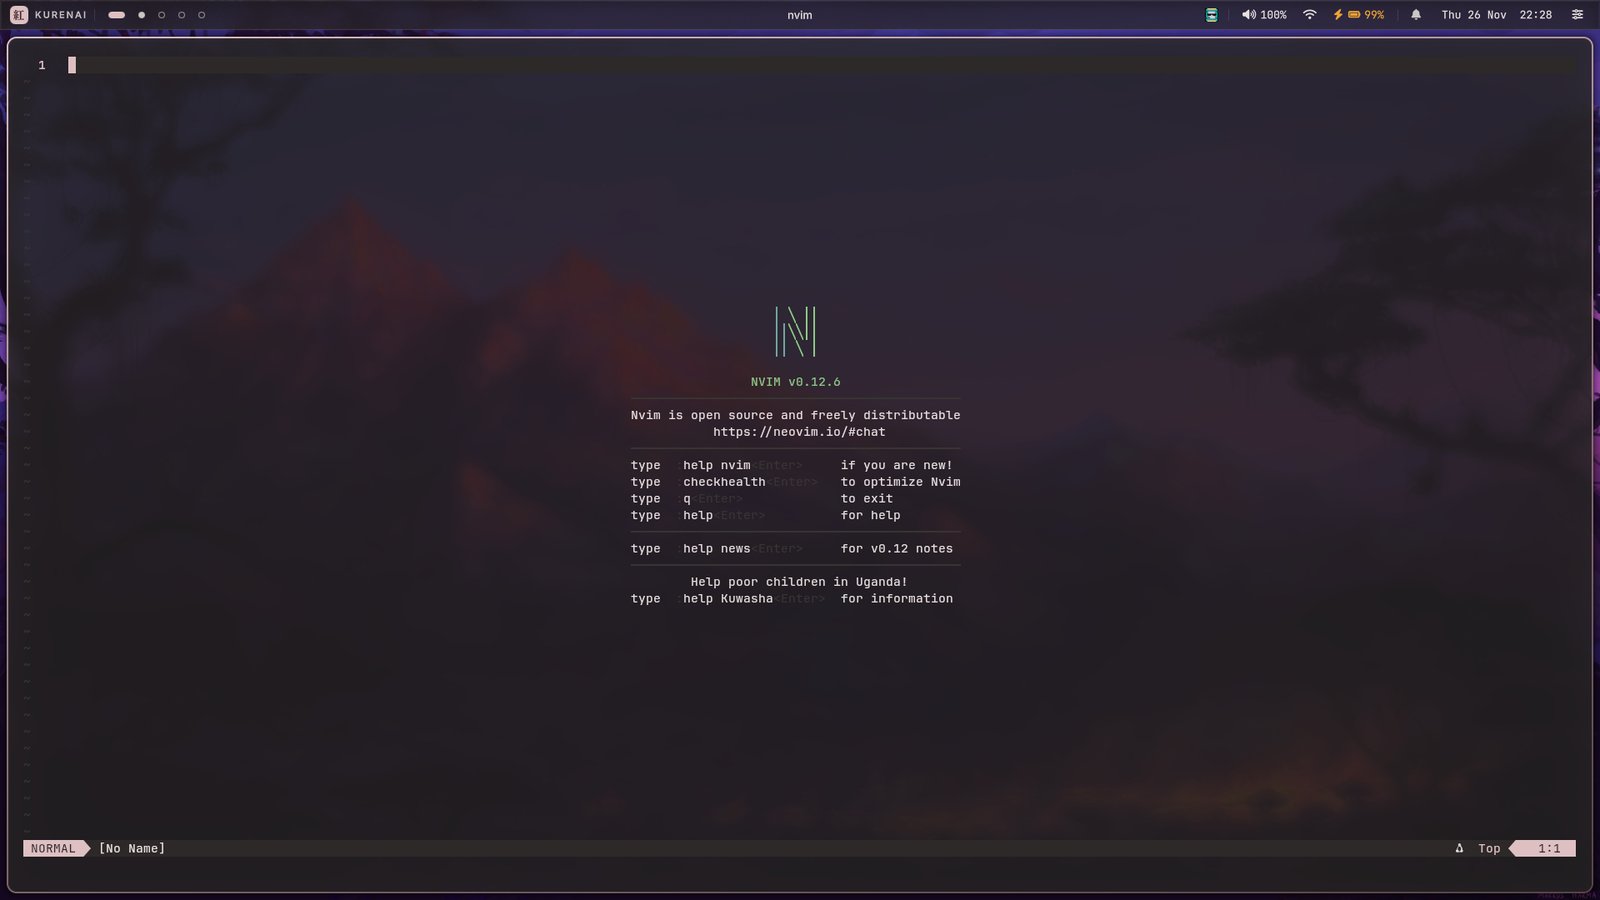 紅 KURENAI nvim 100% 99% Thu 26 Nov 22:28
1
NVIM v0.12.6
Nvim is open source and freely distributable
https://neovim.io/#chat
type :help nvim<Enter> if you are new!
type :checkhealth<Enter> to optimize Nvim
type :q<Enter> to exit
type :help<Enter> for help
type :help news<Enter> for v0.12 notes
Help poor children in Uganda!
type :help Kuwasha<Enter> for information
NORMAL [No Name] Top 1:1